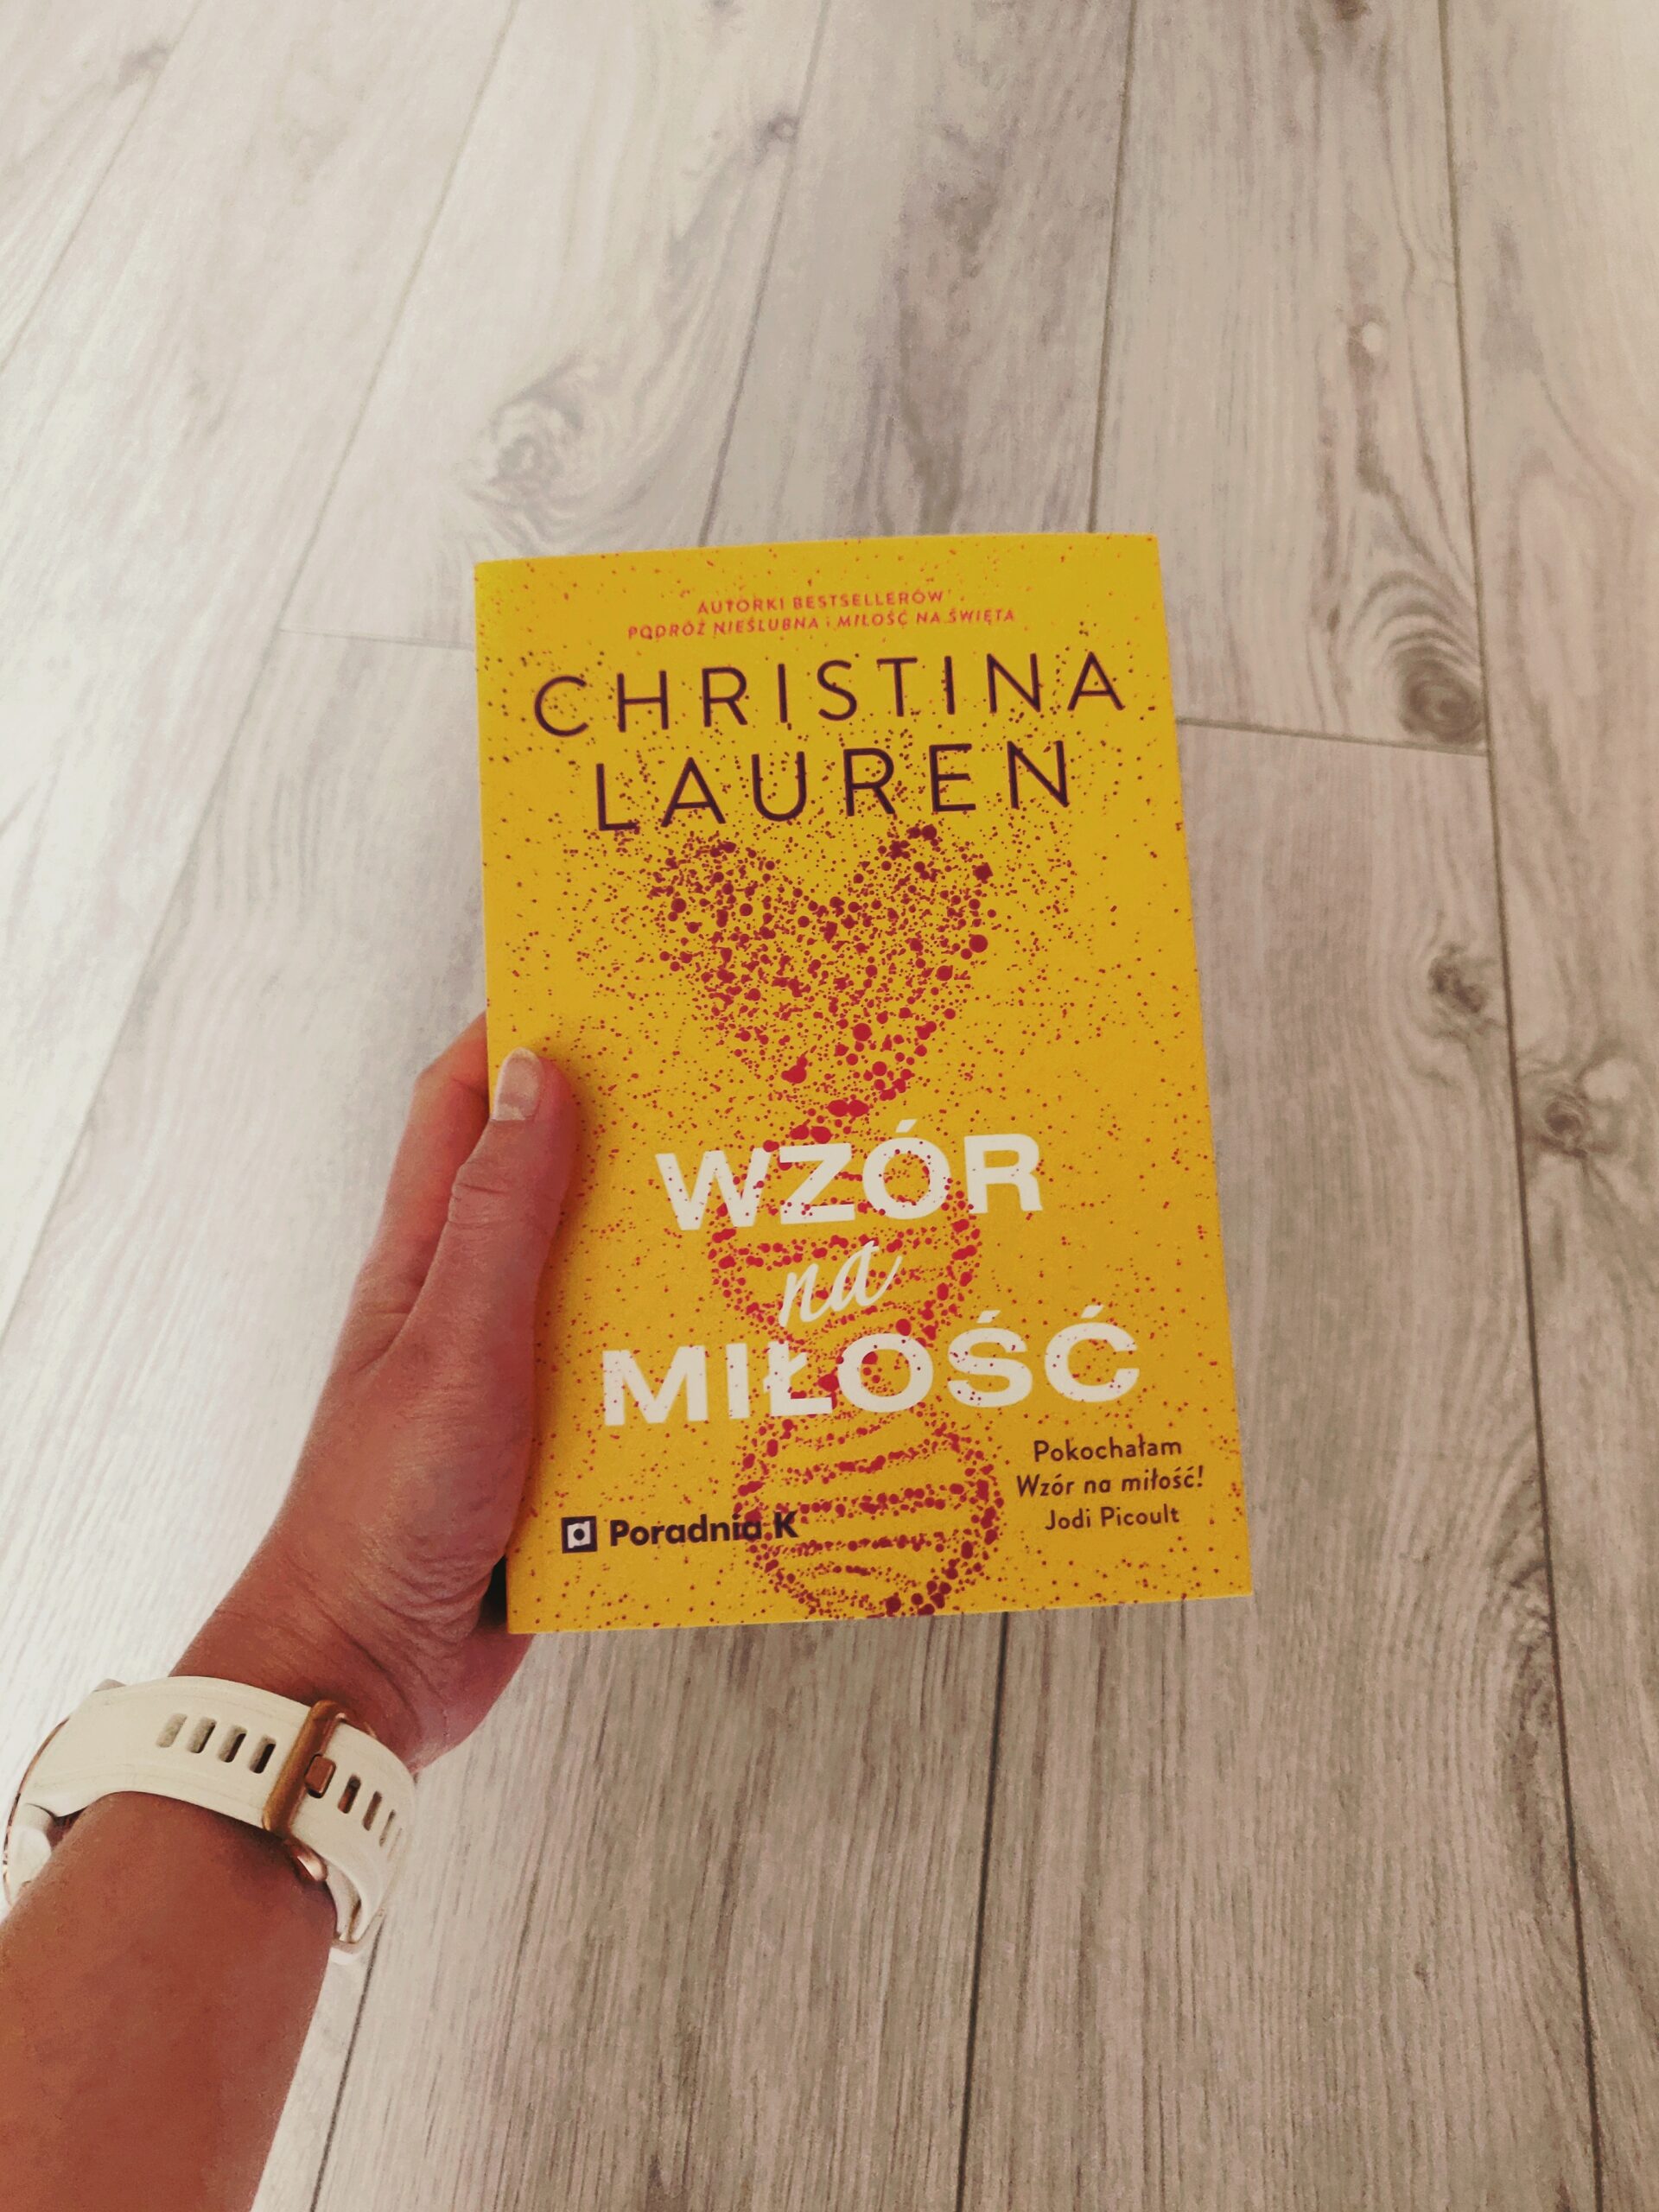 AUTORKI BESTSELLERÓW
PODRÓŻ NIEŚLUBNA i MIŁOŚĆ NA ŚWIĘTA
CHRISTINA
LAUREN
WZÓR
na
MIŁOŚĆ
Pokochałam
Wzór na miłość!
Jodi Picoult
Poradnia K